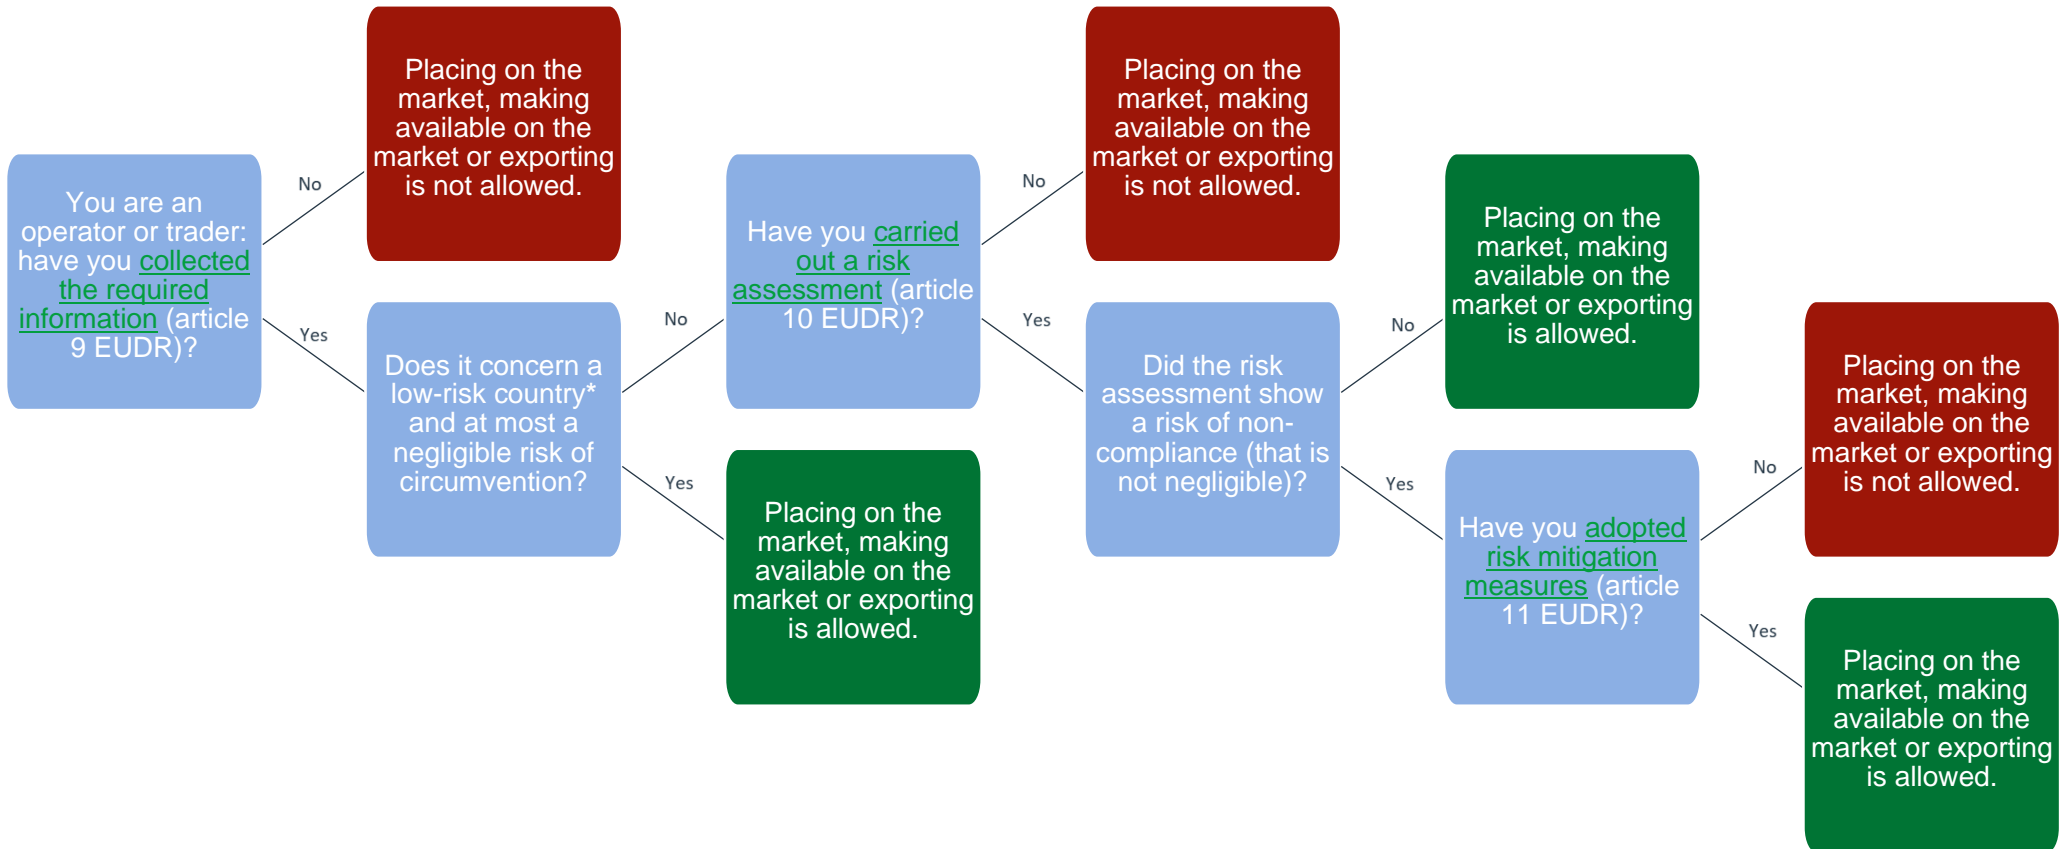 You are an
operator or trader:
have you collected
the required
information (article
9 EUDR)?
No
Placing on the
market, making
available on the
market or exporting
is not allowed.
Yes
Does it concern a
low-risk country*
and at most a
negligible risk of
circumvention?
No
Have you carried
out a risk
assessment (article
10 EUDR)?
Yes
Placing on the
market, making
available on the
market or exporting
is allowed.
No
Placing on the
market, making
available on the
market or exporting
is not allowed.
Yes
Did the risk
assessment show
a risk of non-
compliance (that is
not negligible)?
No
Placing on the
market, making
available on the
market or exporting
is allowed.
Yes
Have you adopted
risk mitigation
measures (article
11 EUDR)?
No
Placing on the
market, making
available on the
market or exporting
is not allowed.
Yes
Placing on the
market, making
available on the
market or exporting
is allowed.